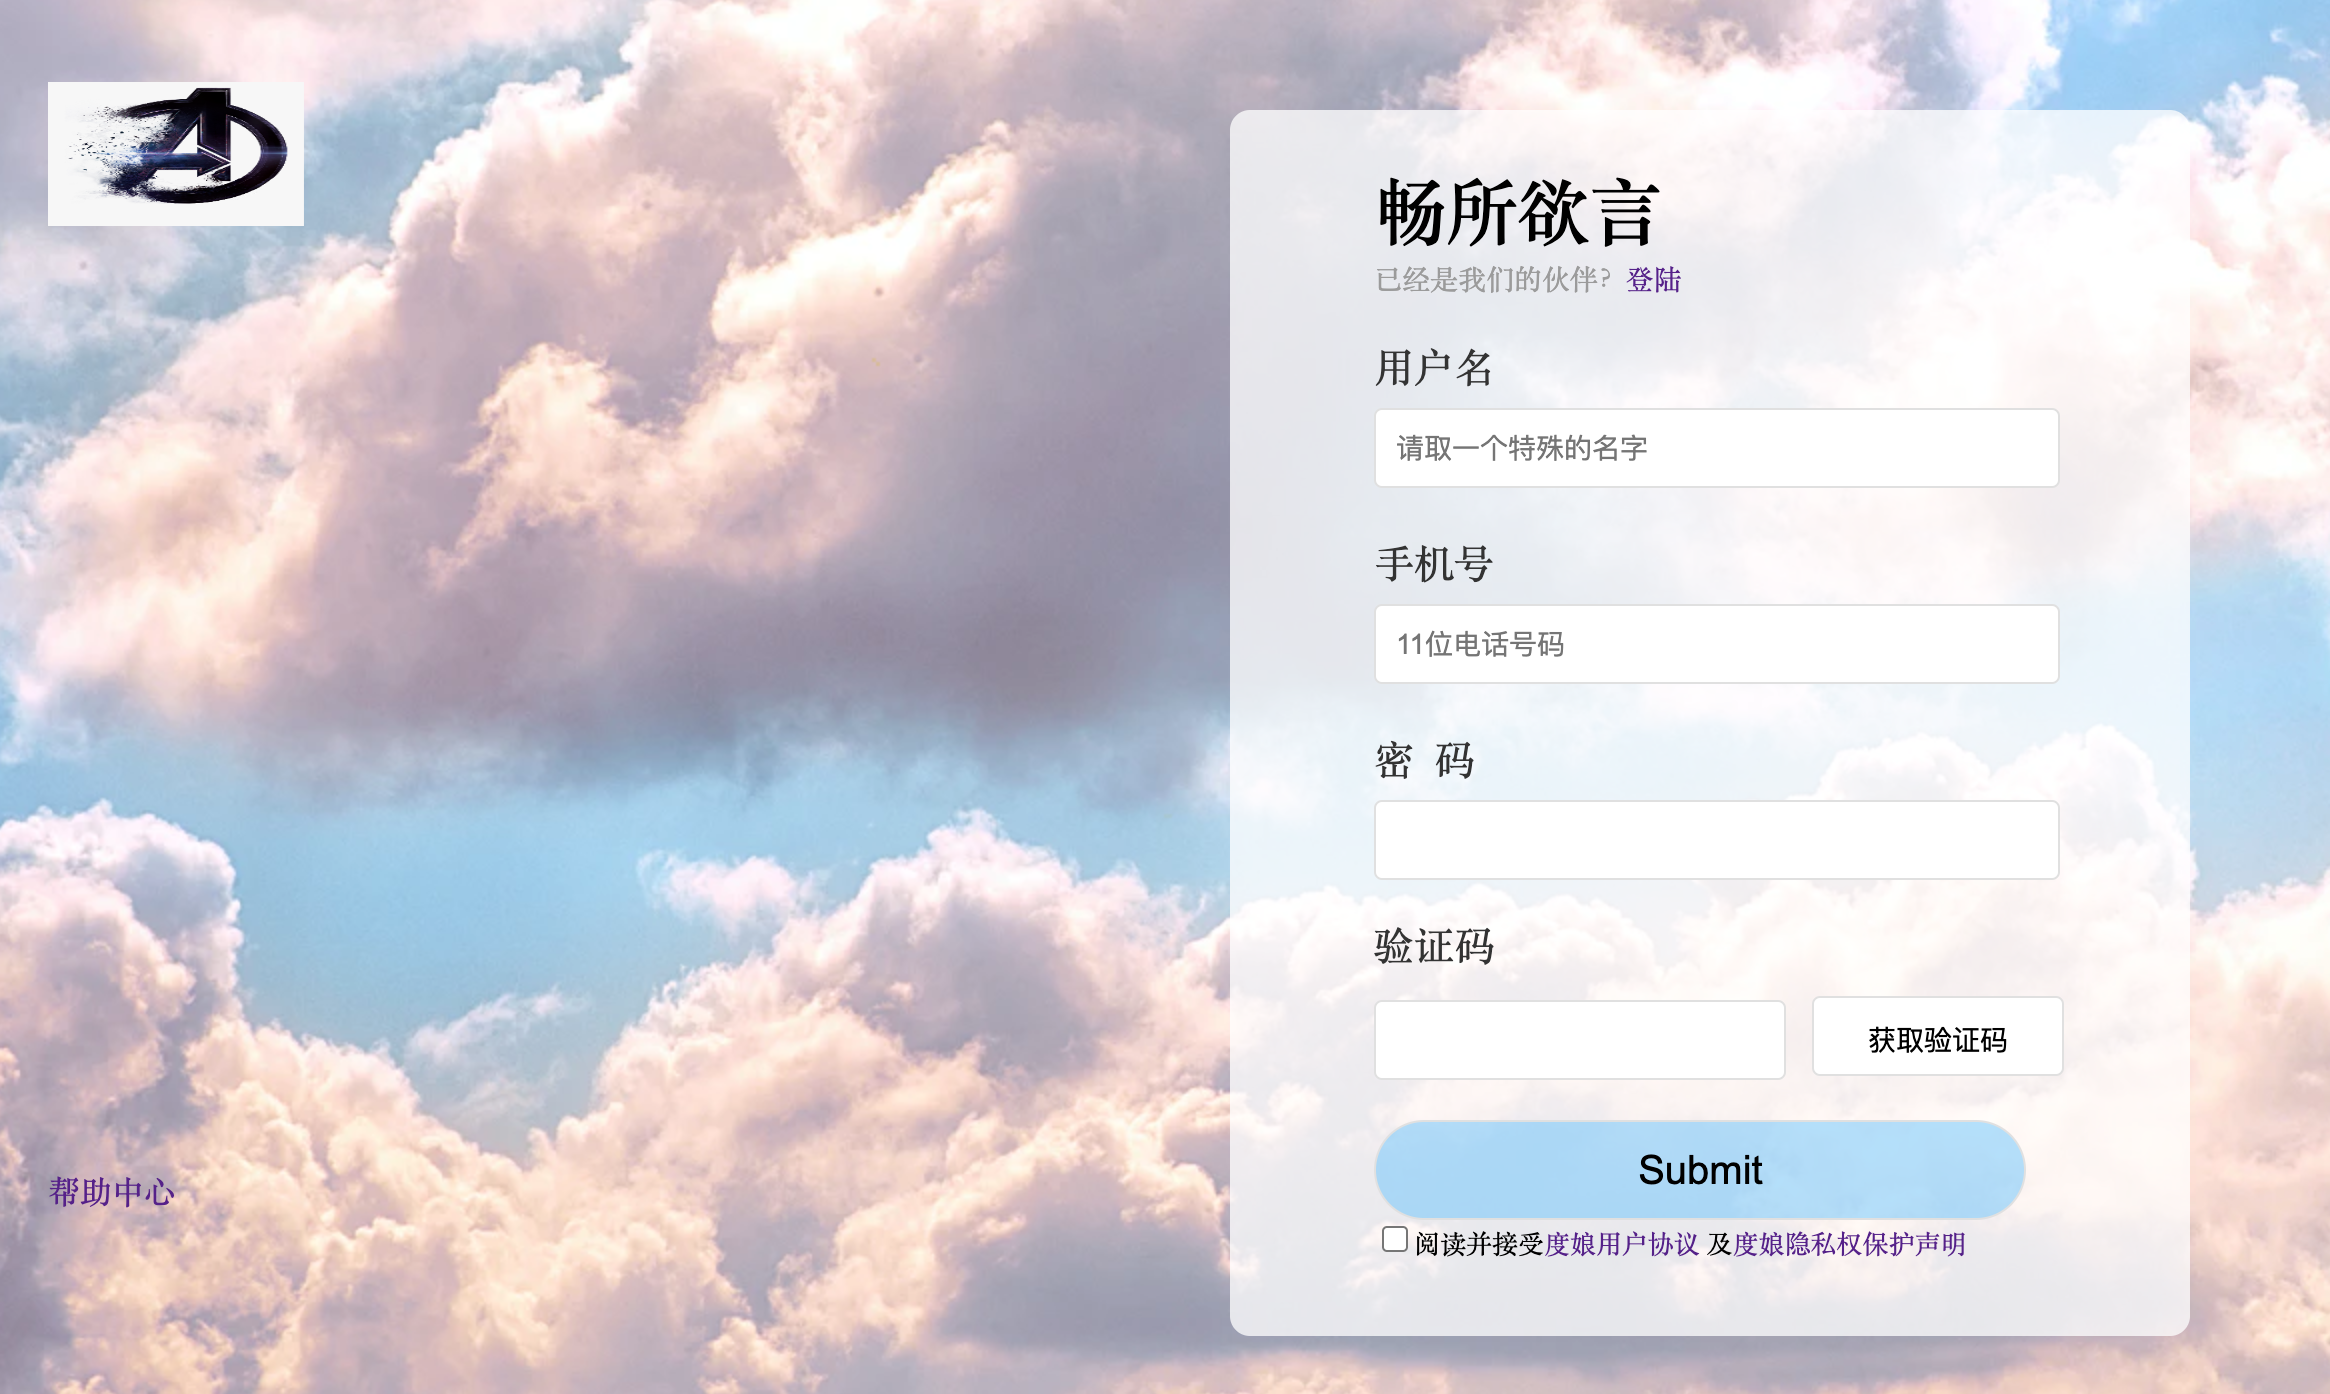 畅所欲言
已经是我们的伙伴? 登陆
用户名
请取一个特殊的名字
手机号
11位电话号码
密 码
验证码
获取验证码
Submit
阅读并接受度娘用户协议 及度娘隐私权保护声明
帮助中心